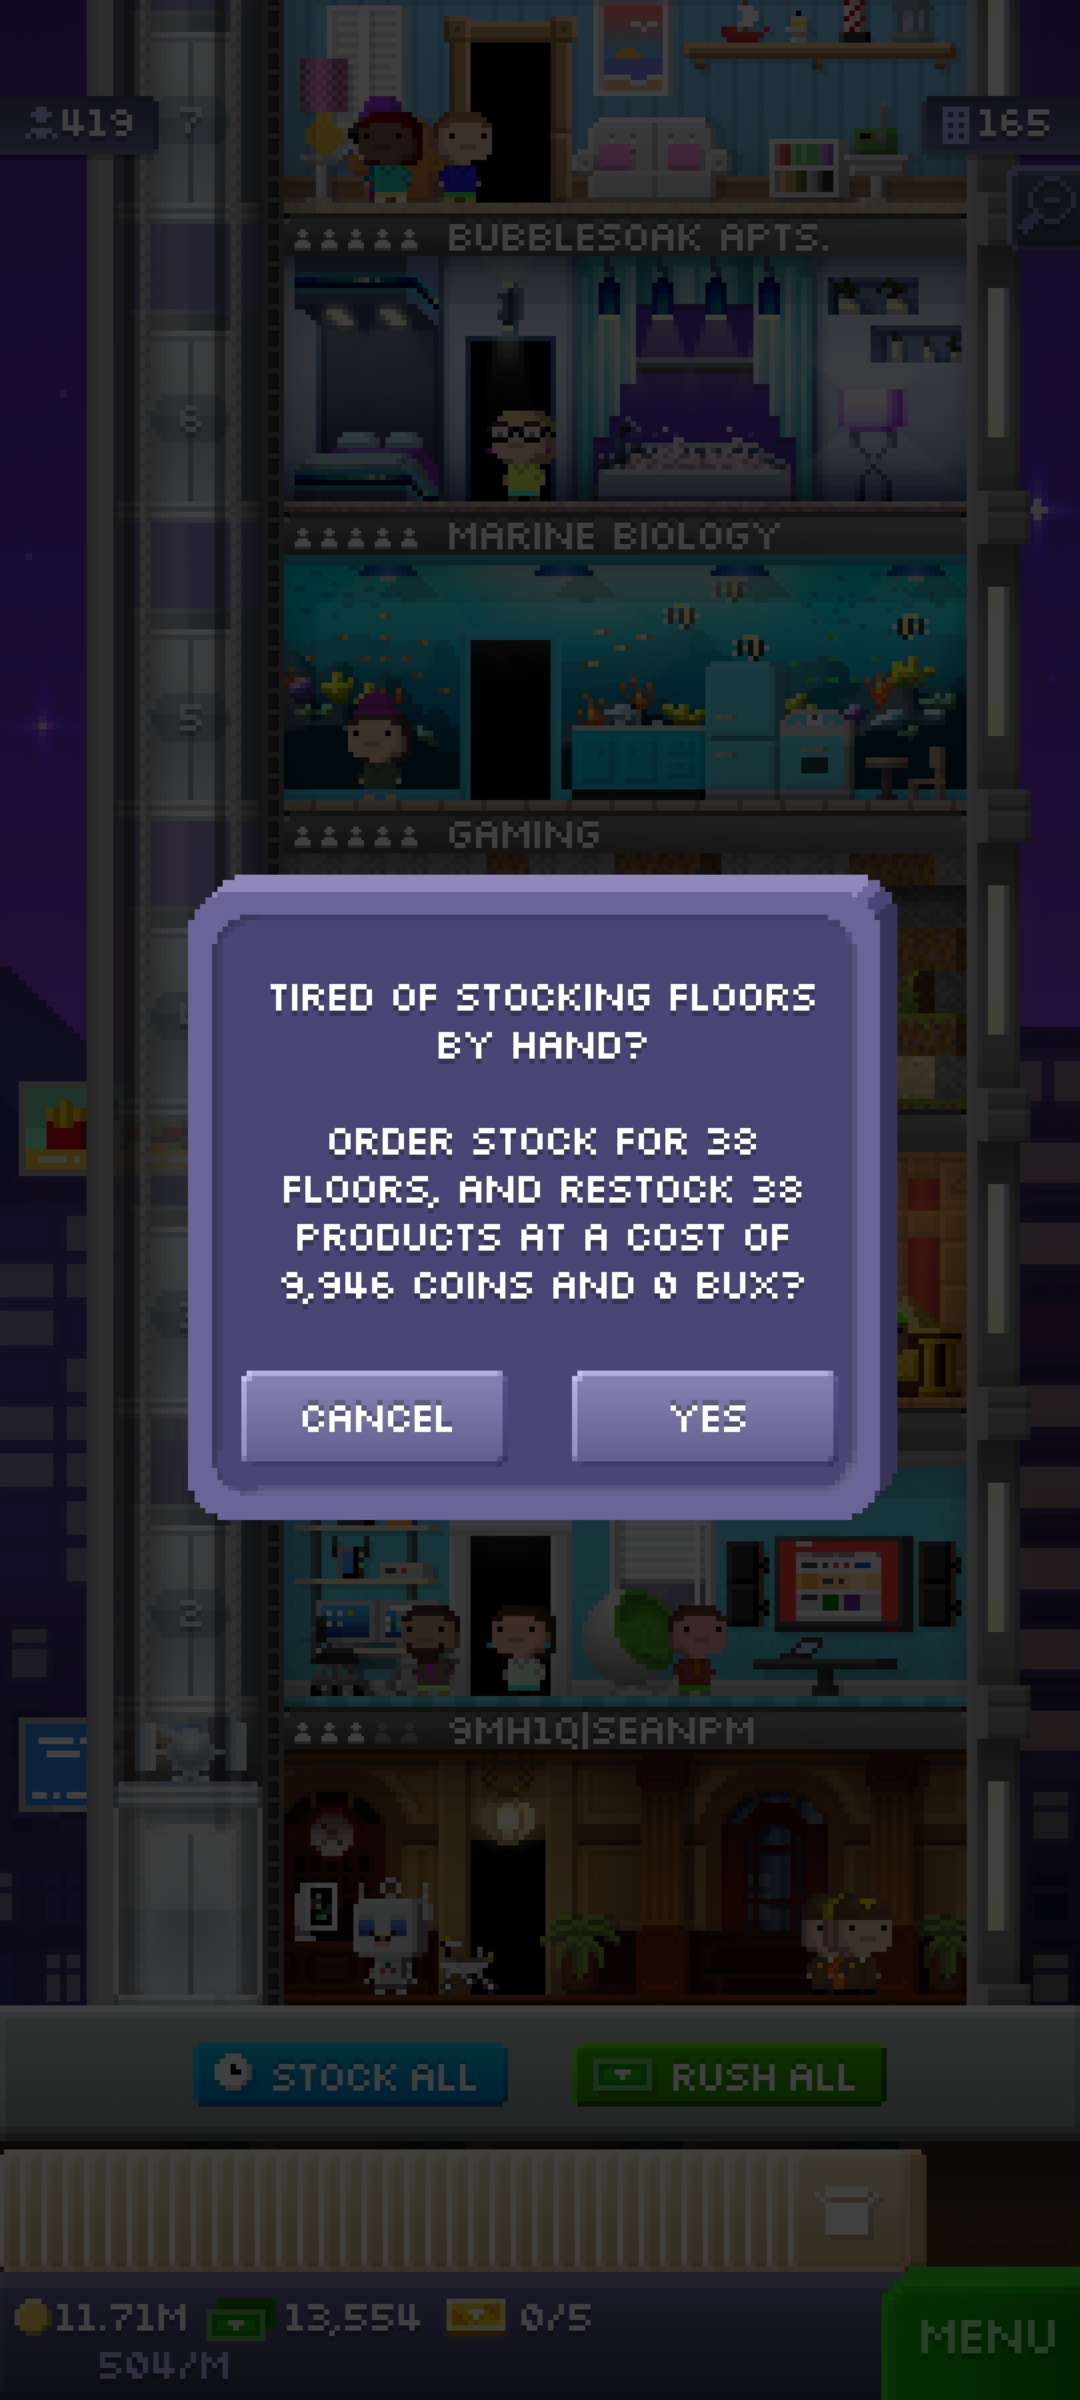 7
419
165
BUBBLESOAK APTS.
6
MARINE BIOLOGY
5
GAMING
TIRED OF STOCKING FLOORS
BY HAND?
ORDER STOCK FOR 38
FLOORS, AND RESTOCK 38
PRODUCTS AT A COST OF
9,946 COINS AND 0 BUX?
CANCEL
YES
2
9MH1Q|SEANPM
STOCK ALL
RUSH ALL
11.71M
13,554
0/5
504/M
MENU